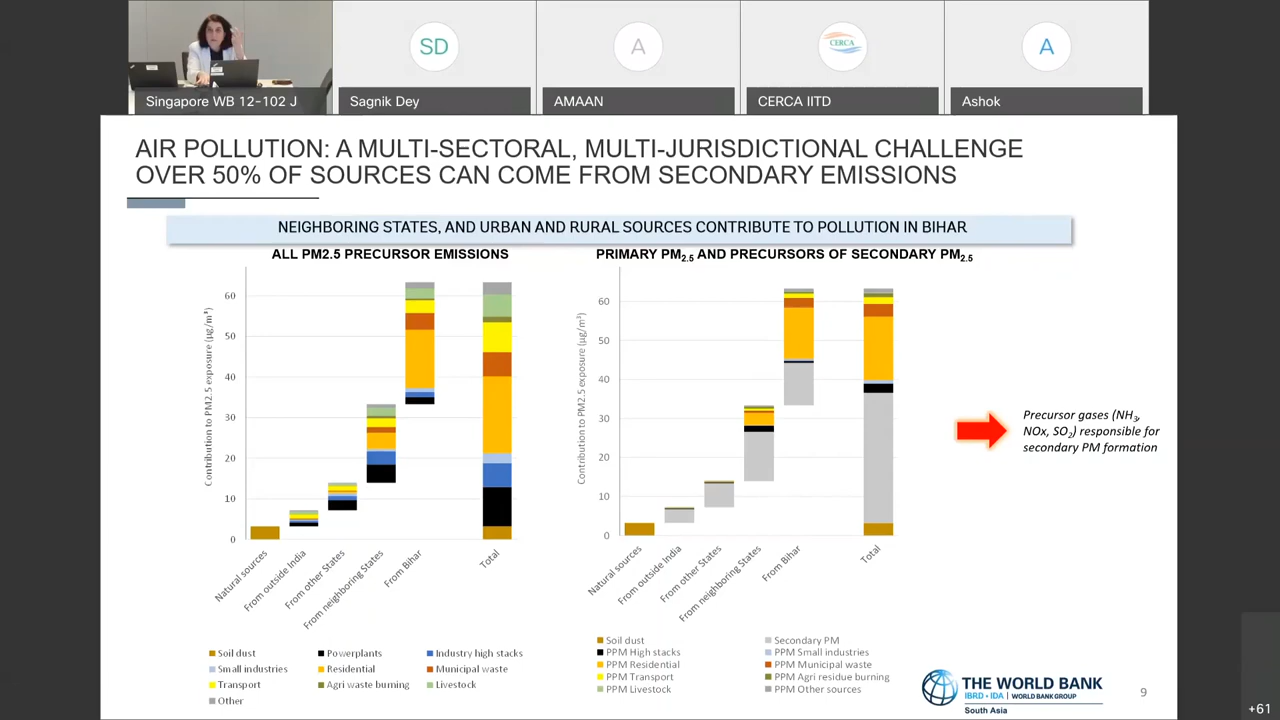 SD
A
CERCA
A
Singapore WB 12-102 J
Sagnik Dey
AMAAN
CERCA IITD
Ashok
AIR POLLUTION: A MULTI-SECTORAL, MULTI-JURISDICTIONAL CHALLENGE
OVER 50% OF SOURCES CAN COME FROM SECONDARY EMISSIONS
NEIGHBORING STATES, AND URBAN AND RURAL SOURCES CONTRIBUTE TO POLLUTION IN BIHAR
ALL PM2.5 PRECURSOR EMISSIONS
Contribution to PM2.5 exposure (µg/m³)
60
50
40
30
20
10
0
Natural sources
From outside India
From other States
From neighboring States
From Bihar
Total
Soil dust
Powerplants
Industry high stacks
Small industries
Residential
Municipal waste
Transport
Agri waste burning
Livestock
Other
PRIMARY PM2.5 AND PRECURSORS OF SECONDARY PM2.5
Contribution to PM2.5 exposure (µg/m³)
60
50
40
30
20
10
0
Natural sources
From outside India
From other States
From neighboring States
From Bihar
Total
Soil dust
Secondary PM
PPM High stacks
PPM Small industries
PPM Residential
PPM Municipal waste
PPM Transport
PPM Agri residue burning
PPM Livestock
PPM Other sources
Precursor gases (NH3,
NOx, SO2) responsible for
secondary PM formation
THE WORLD BANK
IBRD • IDA | WORLD BANK GROUP
South Asia
9
+61